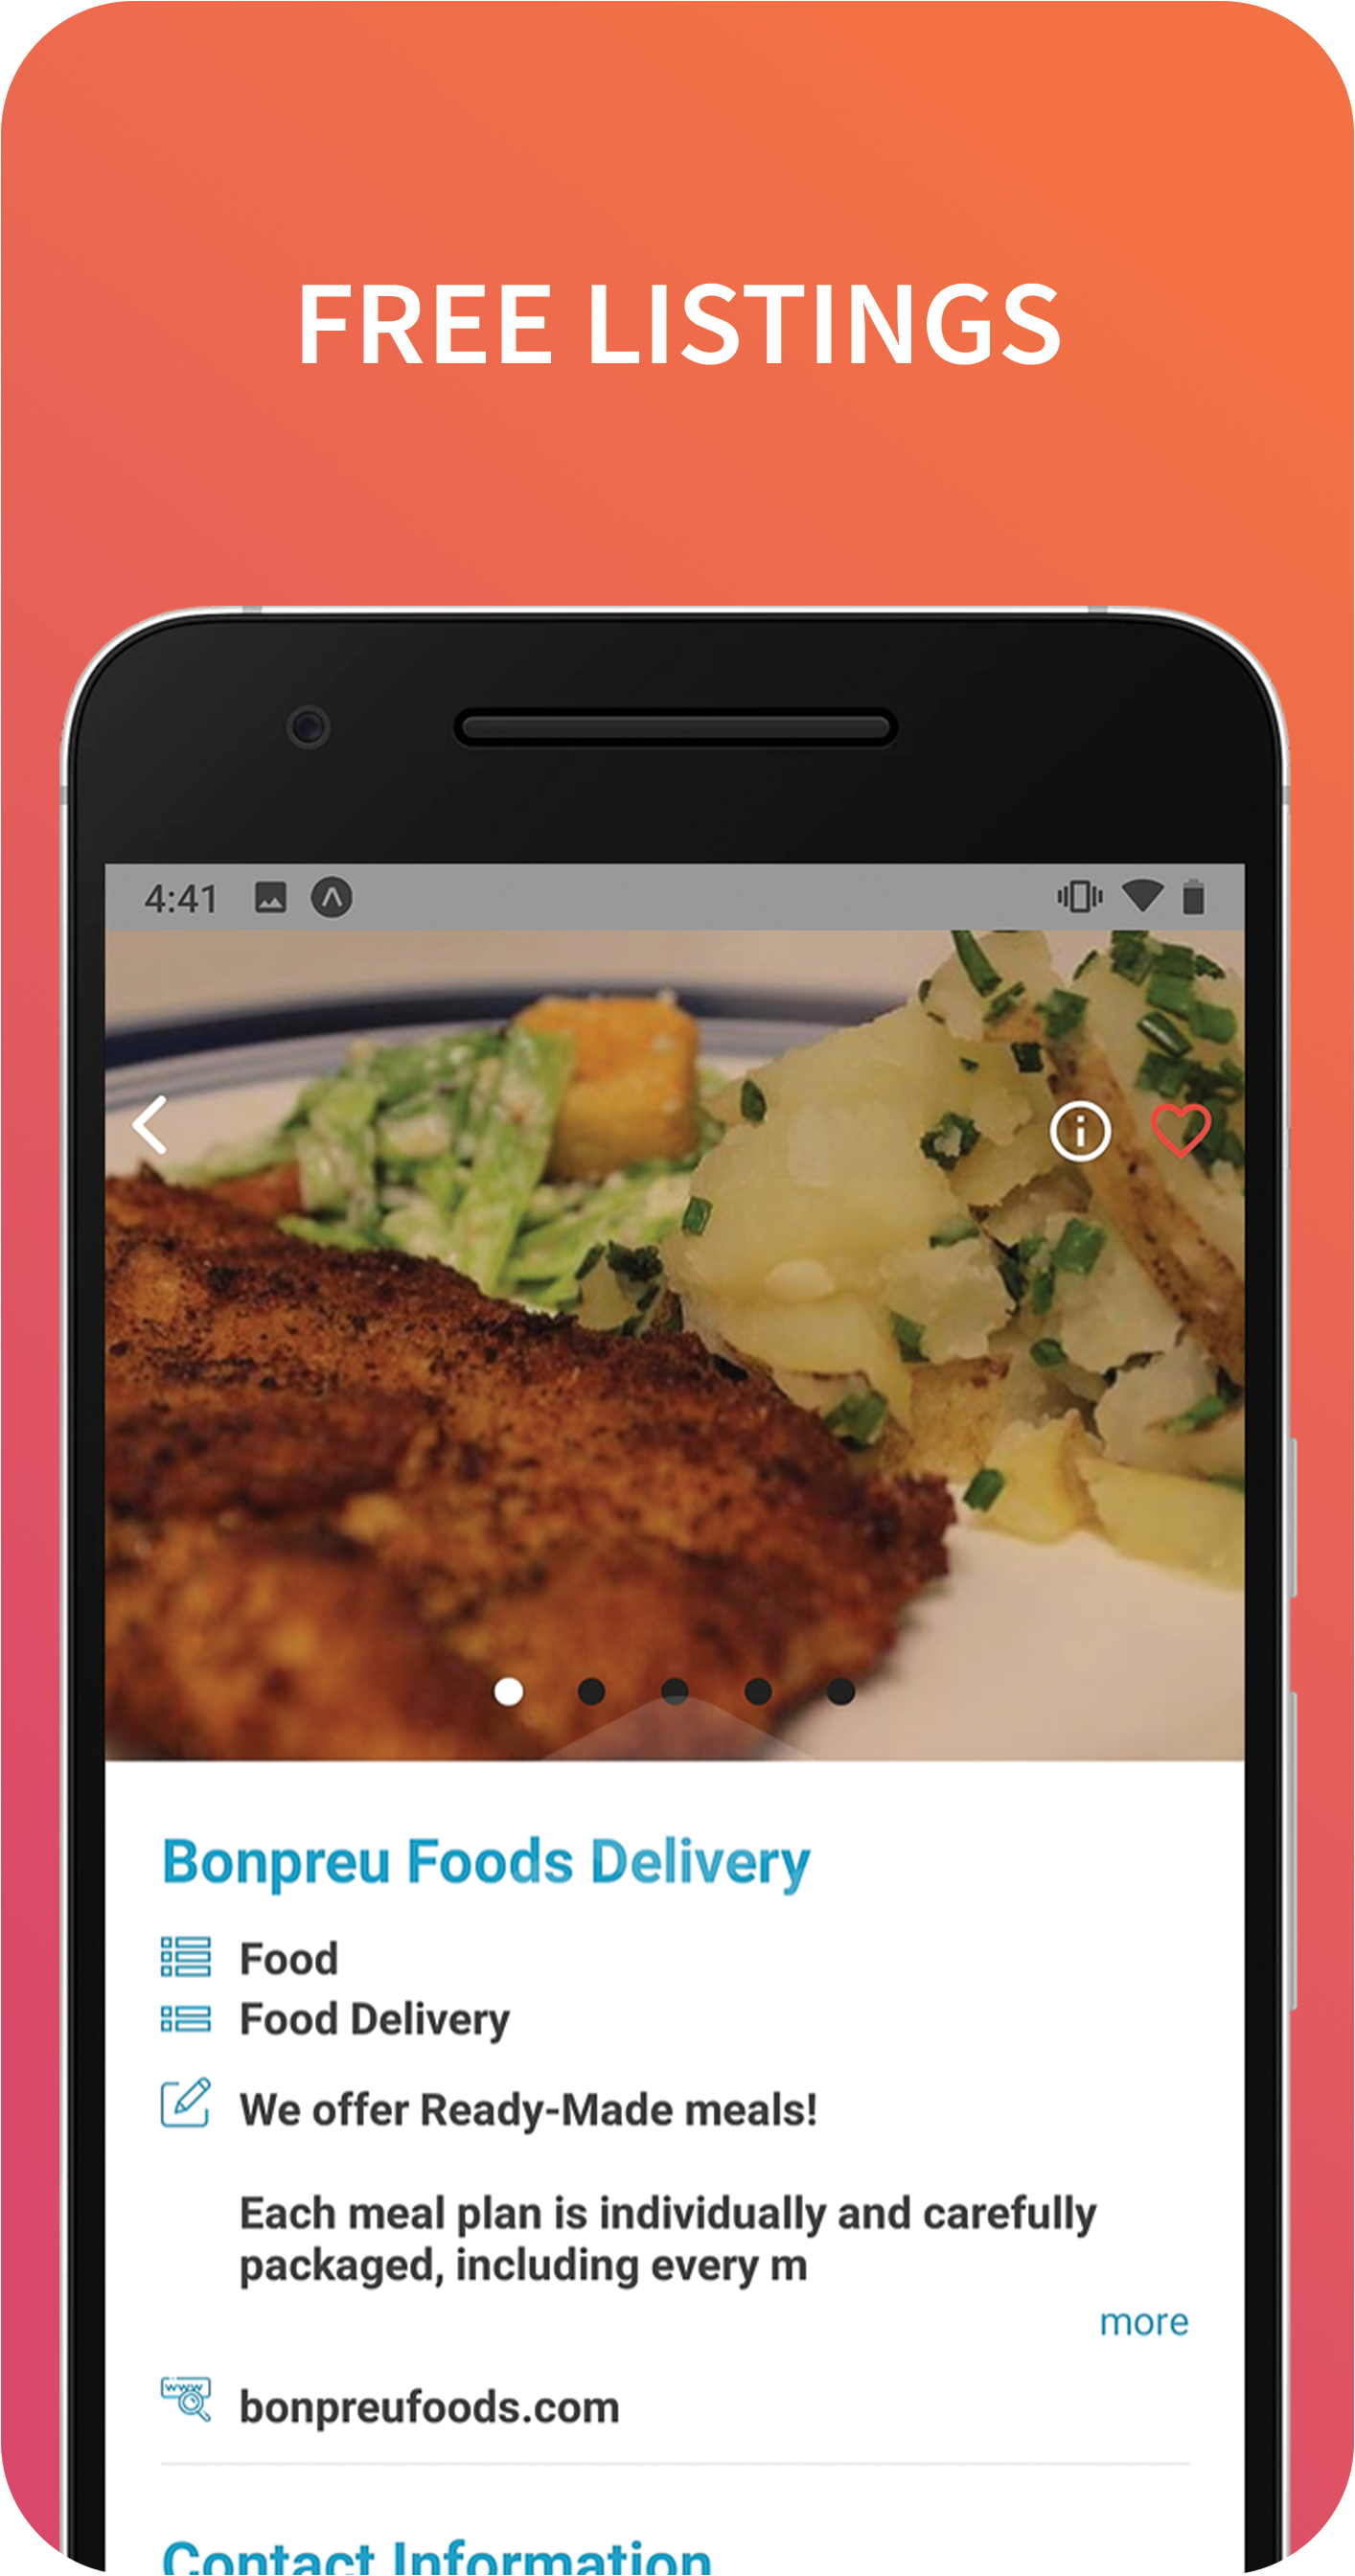 FREE LISTINGS
4:41
Bonpreu Foods Delivery
Food
Food Delivery
We offer Ready-Made meals!
Each meal plan is individually and carefully
packaged, including every m
more
www
bonpreufoods.com
Contact Information